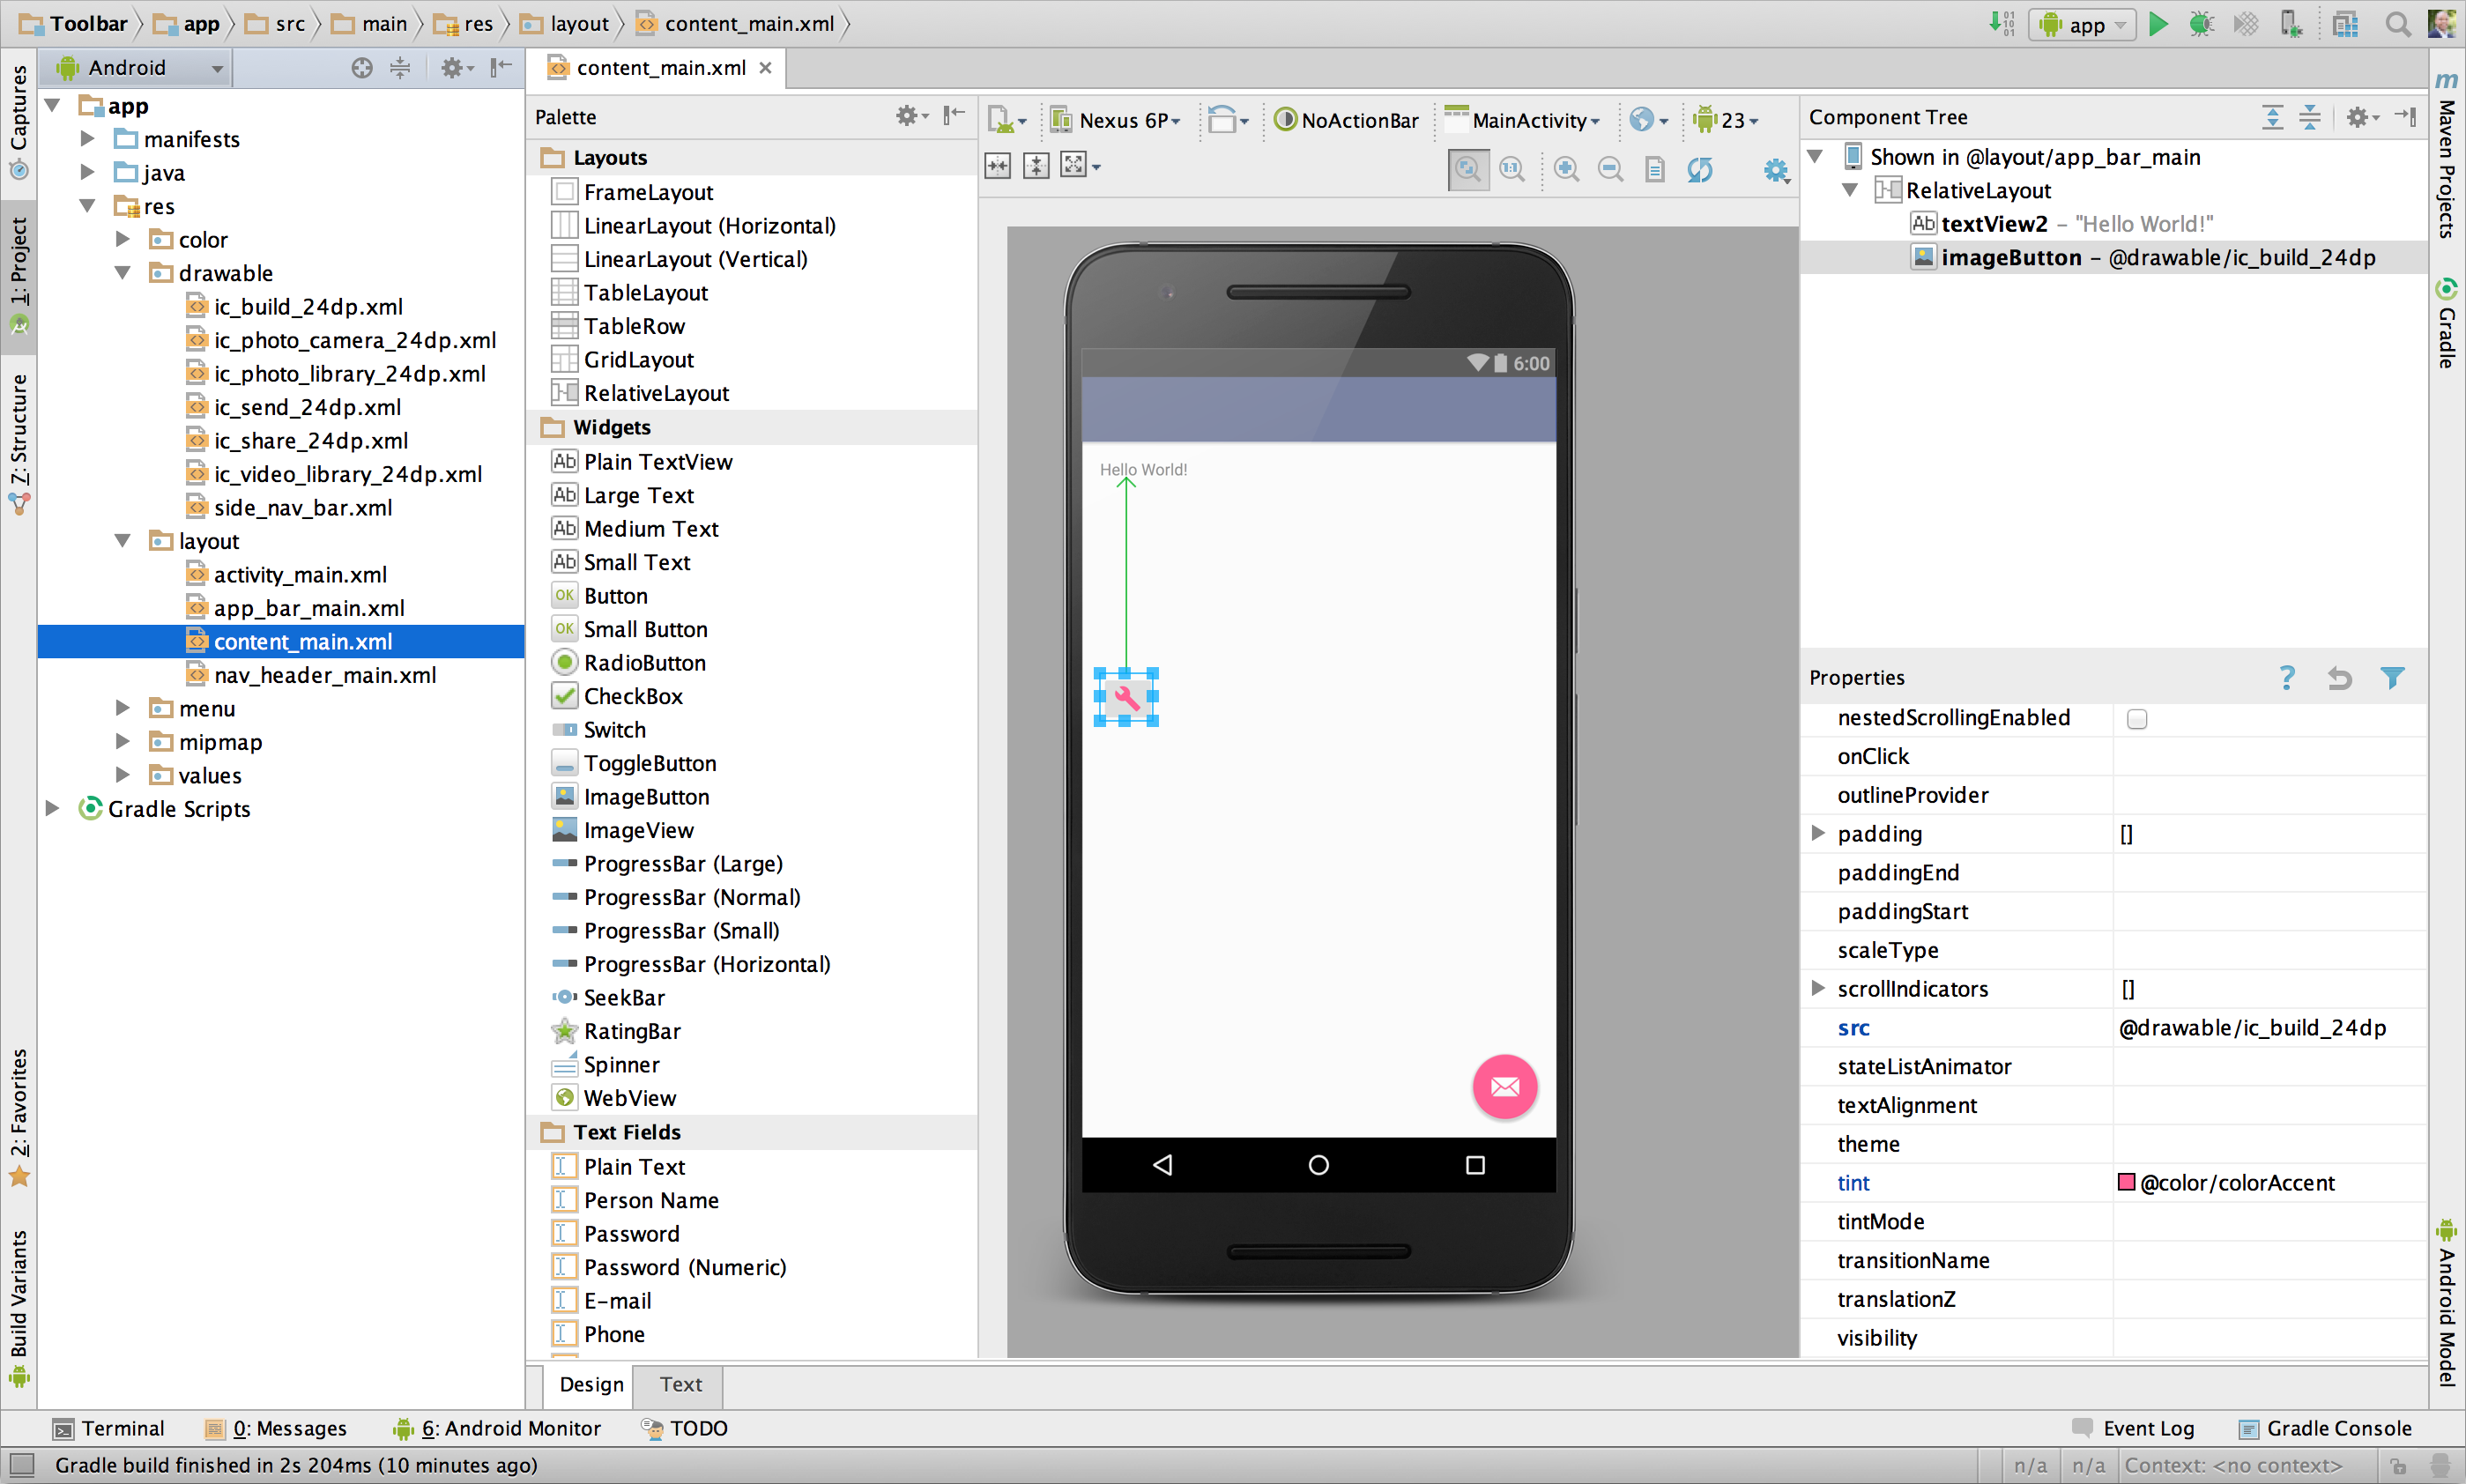 Toolbar app src main res layout content_main.xml
app
Captures
1: Project
Z: Structure
2: Favorites
Build Variants
Android
app
manifests
java
res
color
drawable
ic_build_24dp.xml
ic_photo_camera_24dp.xml
ic_photo_library_24dp.xml
ic_send_24dp.xml
ic_share_24dp.xml
ic_video_library_24dp.xml
side_nav_bar.xml
layout
activity_main.xml
app_bar_main.xml
content_main.xml
nav_header_main.xml
menu
mipmap
values
Gradle Scripts
content_main.xml
Palette
Layouts
FrameLayout
LinearLayout (Horizontal)
LinearLayout (Vertical)
TableLayout
TableRow
GridLayout
RelativeLayout
Widgets
Ab Plain TextView
Ab Large Text
Ab Medium Text
Ab Small Text
OK Button
OK Small Button
RadioButton
CheckBox
Switch
ToggleButton
ImageButton
ImageView
ProgressBar (Large)
ProgressBar (Normal)
ProgressBar (Small)
ProgressBar (Horizontal)
SeekBar
RatingBar
Spinner
WebView
Text Fields
Plain Text
Person Name
Password
Password (Numeric)
E-mail
Phone
Nexus 6P NoActionBar MainActivity 23
1:1
6:00
Hello World!
Design Text
Component Tree
Shown in @layout/app_bar_main
RelativeLayout
Ab textView2 – "Hello World!"
imageButton – @drawable/ic_build_24dp
Properties ?
nestedScrollingEnabled
onClick
outlineProvider
padding []
paddingEnd
paddingStart
scaleType
scrollIndicators []
src @drawable/ic_build_24dp
stateListAnimator
textAlignment
theme
tint @color/colorAccent
tintMode
transitionName
translationZ
visibility
m Maven Projects
Gradle
Android Model
Terminal 0: Messages 6: Android Monitor TODO Event Log Gradle Console
Gradle build finished in 2s 204ms (10 minutes ago) n/a n/a Context: <no context>